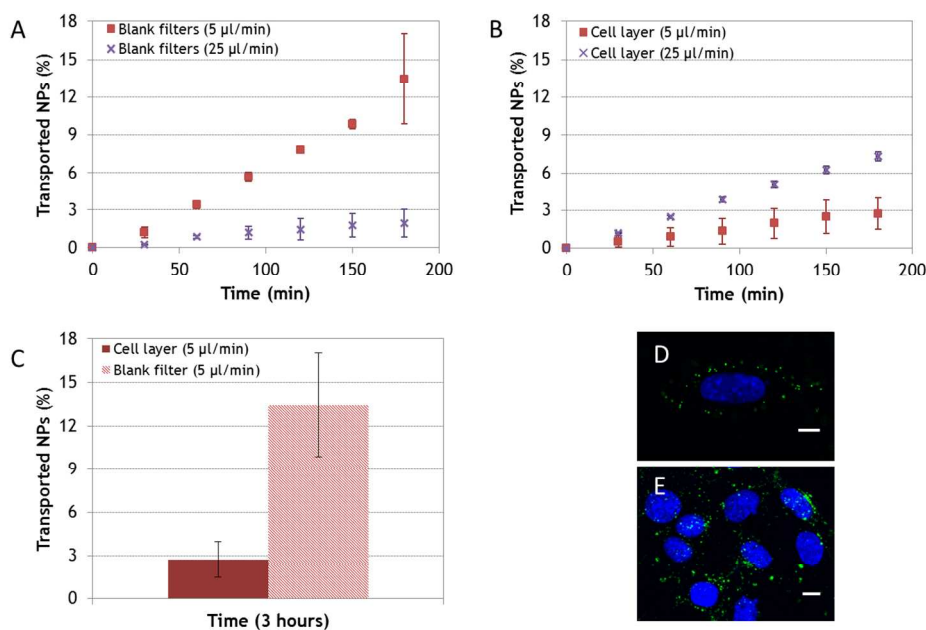 A
Transported NPs (%)
18
15
12
9
6
3
0
Blank filters (5 µl/min)
Blank filters (25 µl/min)
0 50 100 150 200
Time (min)
B
Transported NPs (%)
18
15
12
9
6
3
0
Cell layer (5 µl/min)
Cell layer (25 µl/min)
0 50 100 150 200
Time (min)
C
Transported NPs (%)
18
15
12
9
6
3
0
Cell layer (5 µl/min)
Blank filter (5 µl/min)
Time (3 hours)
D
E